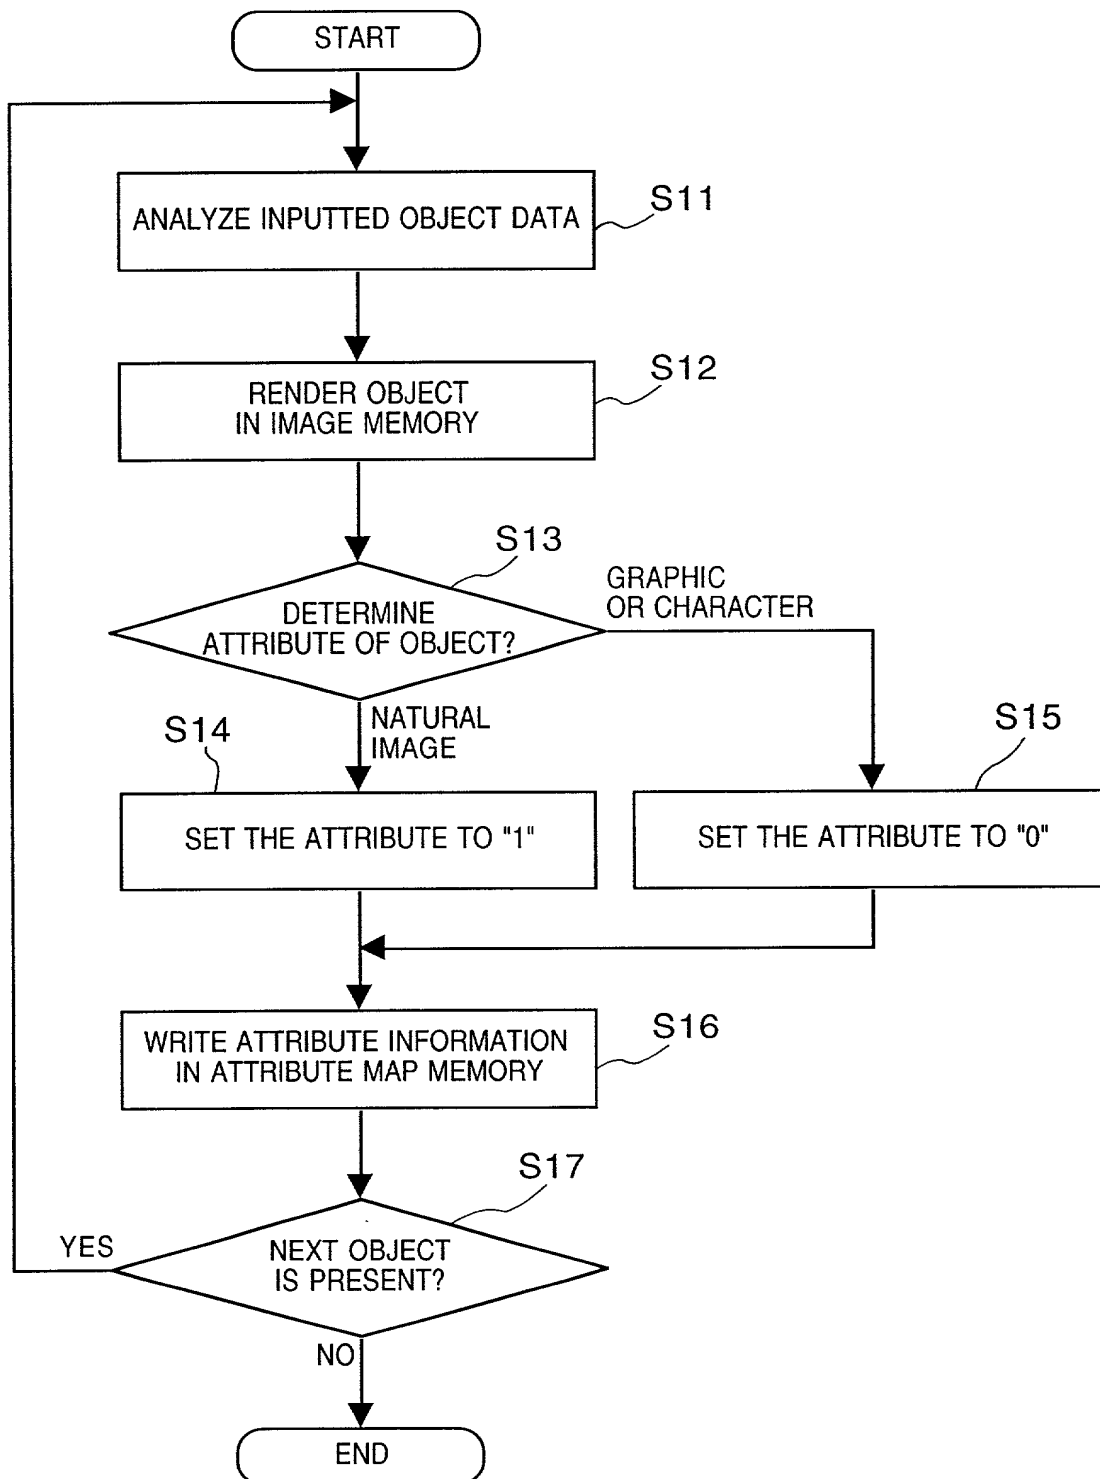 START
ANALYZE INPUTTED OBJECT DATA
S11
RENDER OBJECT
IN IMAGE MEMORY
S12
S13
DETERMINE
ATTRIBUTE OF OBJECT?
GRAPHIC
OR CHARACTER
NATURAL
IMAGE
S14
SET THE ATTRIBUTE TO "1"
S15
SET THE ATTRIBUTE TO "0"
WRITE ATTRIBUTE INFORMATION
IN ATTRIBUTE MAP MEMORY
S16
S17
NEXT OBJECT
IS PRESENT?
YES
NO
END